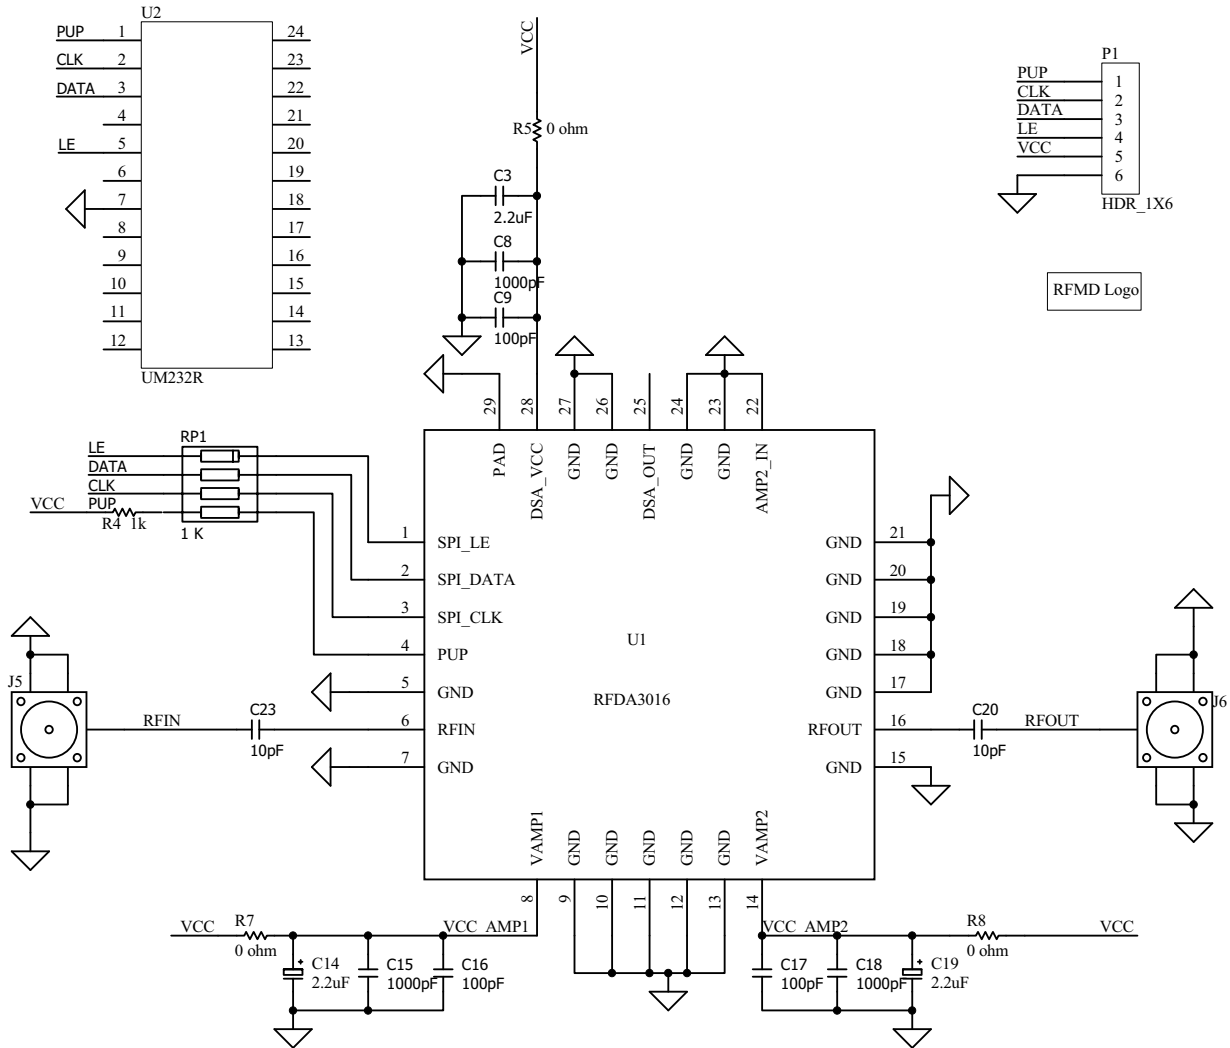 U2
PUP 1 24
CLK 2 23
DATA 3 22
4 21
LE 5 20
6 19
7 18
8 17
9 16
10 15
11 14
12 13
UM232R
VCC
R5 0 ohm
C3
2.2uF
C8
1000pF
C9
100pF
P1
PUP 1
CLK 2
DATA 3
LE 4
VCC 5
6
HDR_1X6
RFMD Logo
29 28 27 26 25 24 23 22
PAD DSA_VCC GND GND DSA_OUT GND GND AMP2_IN
RP1
LE
DATA
CLK
VCC PUP
R4 1k
1 K
1 SPI_LE GND 21
2 SPI_DATA GND 20
3 SPI_CLK GND 19
U1
4 PUP GND 18
5 GND RFDA3016 GND 17
J5 J6
RFIN C23 6 RFIN RFOUT 16 C20 RFOUT
10pF 10pF
7 GND GND 15
VAMP1 GND GND GND GND GND VAMP2
8 9 10 11 12 13 14
VCC R7 VCC_AMP1 VCC_AMP2 R8 VCC
0 ohm 0 ohm
+ C14 C15 C16 C17 C18 + C19
2.2uF 1000pF 100pF 100pF 1000pF 2.2uF